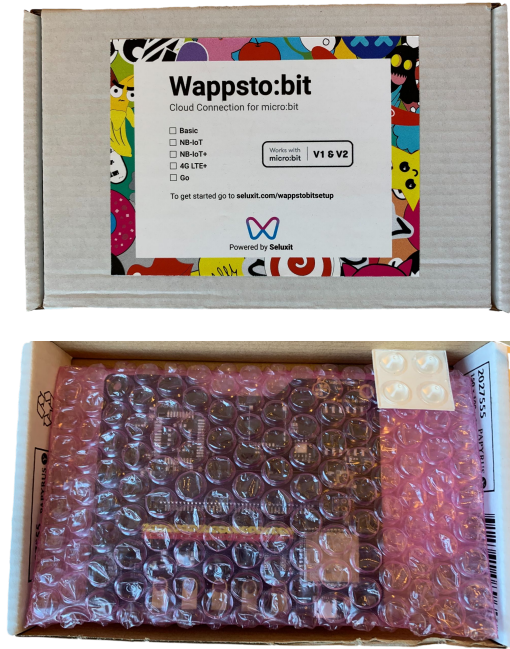 Wappsto:bit
Cloud Connection for micro:bit
Basic
NB-IoT
NB-IoT+
4G LTE+
Go
Works with
micro:bit
V1 & V2
To get started go to seluxit.com/wappstobitsetup
Powered by Seluxit
2027555